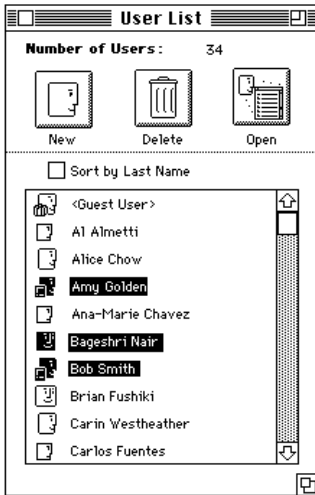 User List
Number of Users: 34
New Delete Open
Sort by Last Name
<Guest User>
Al Almetti
Alice Chow
Amy Golden
Ana-Marie Chavez
Bageshri Nair
Bob Smith
Brian Fushiki
Carin Westheather
Carlos Fuentes